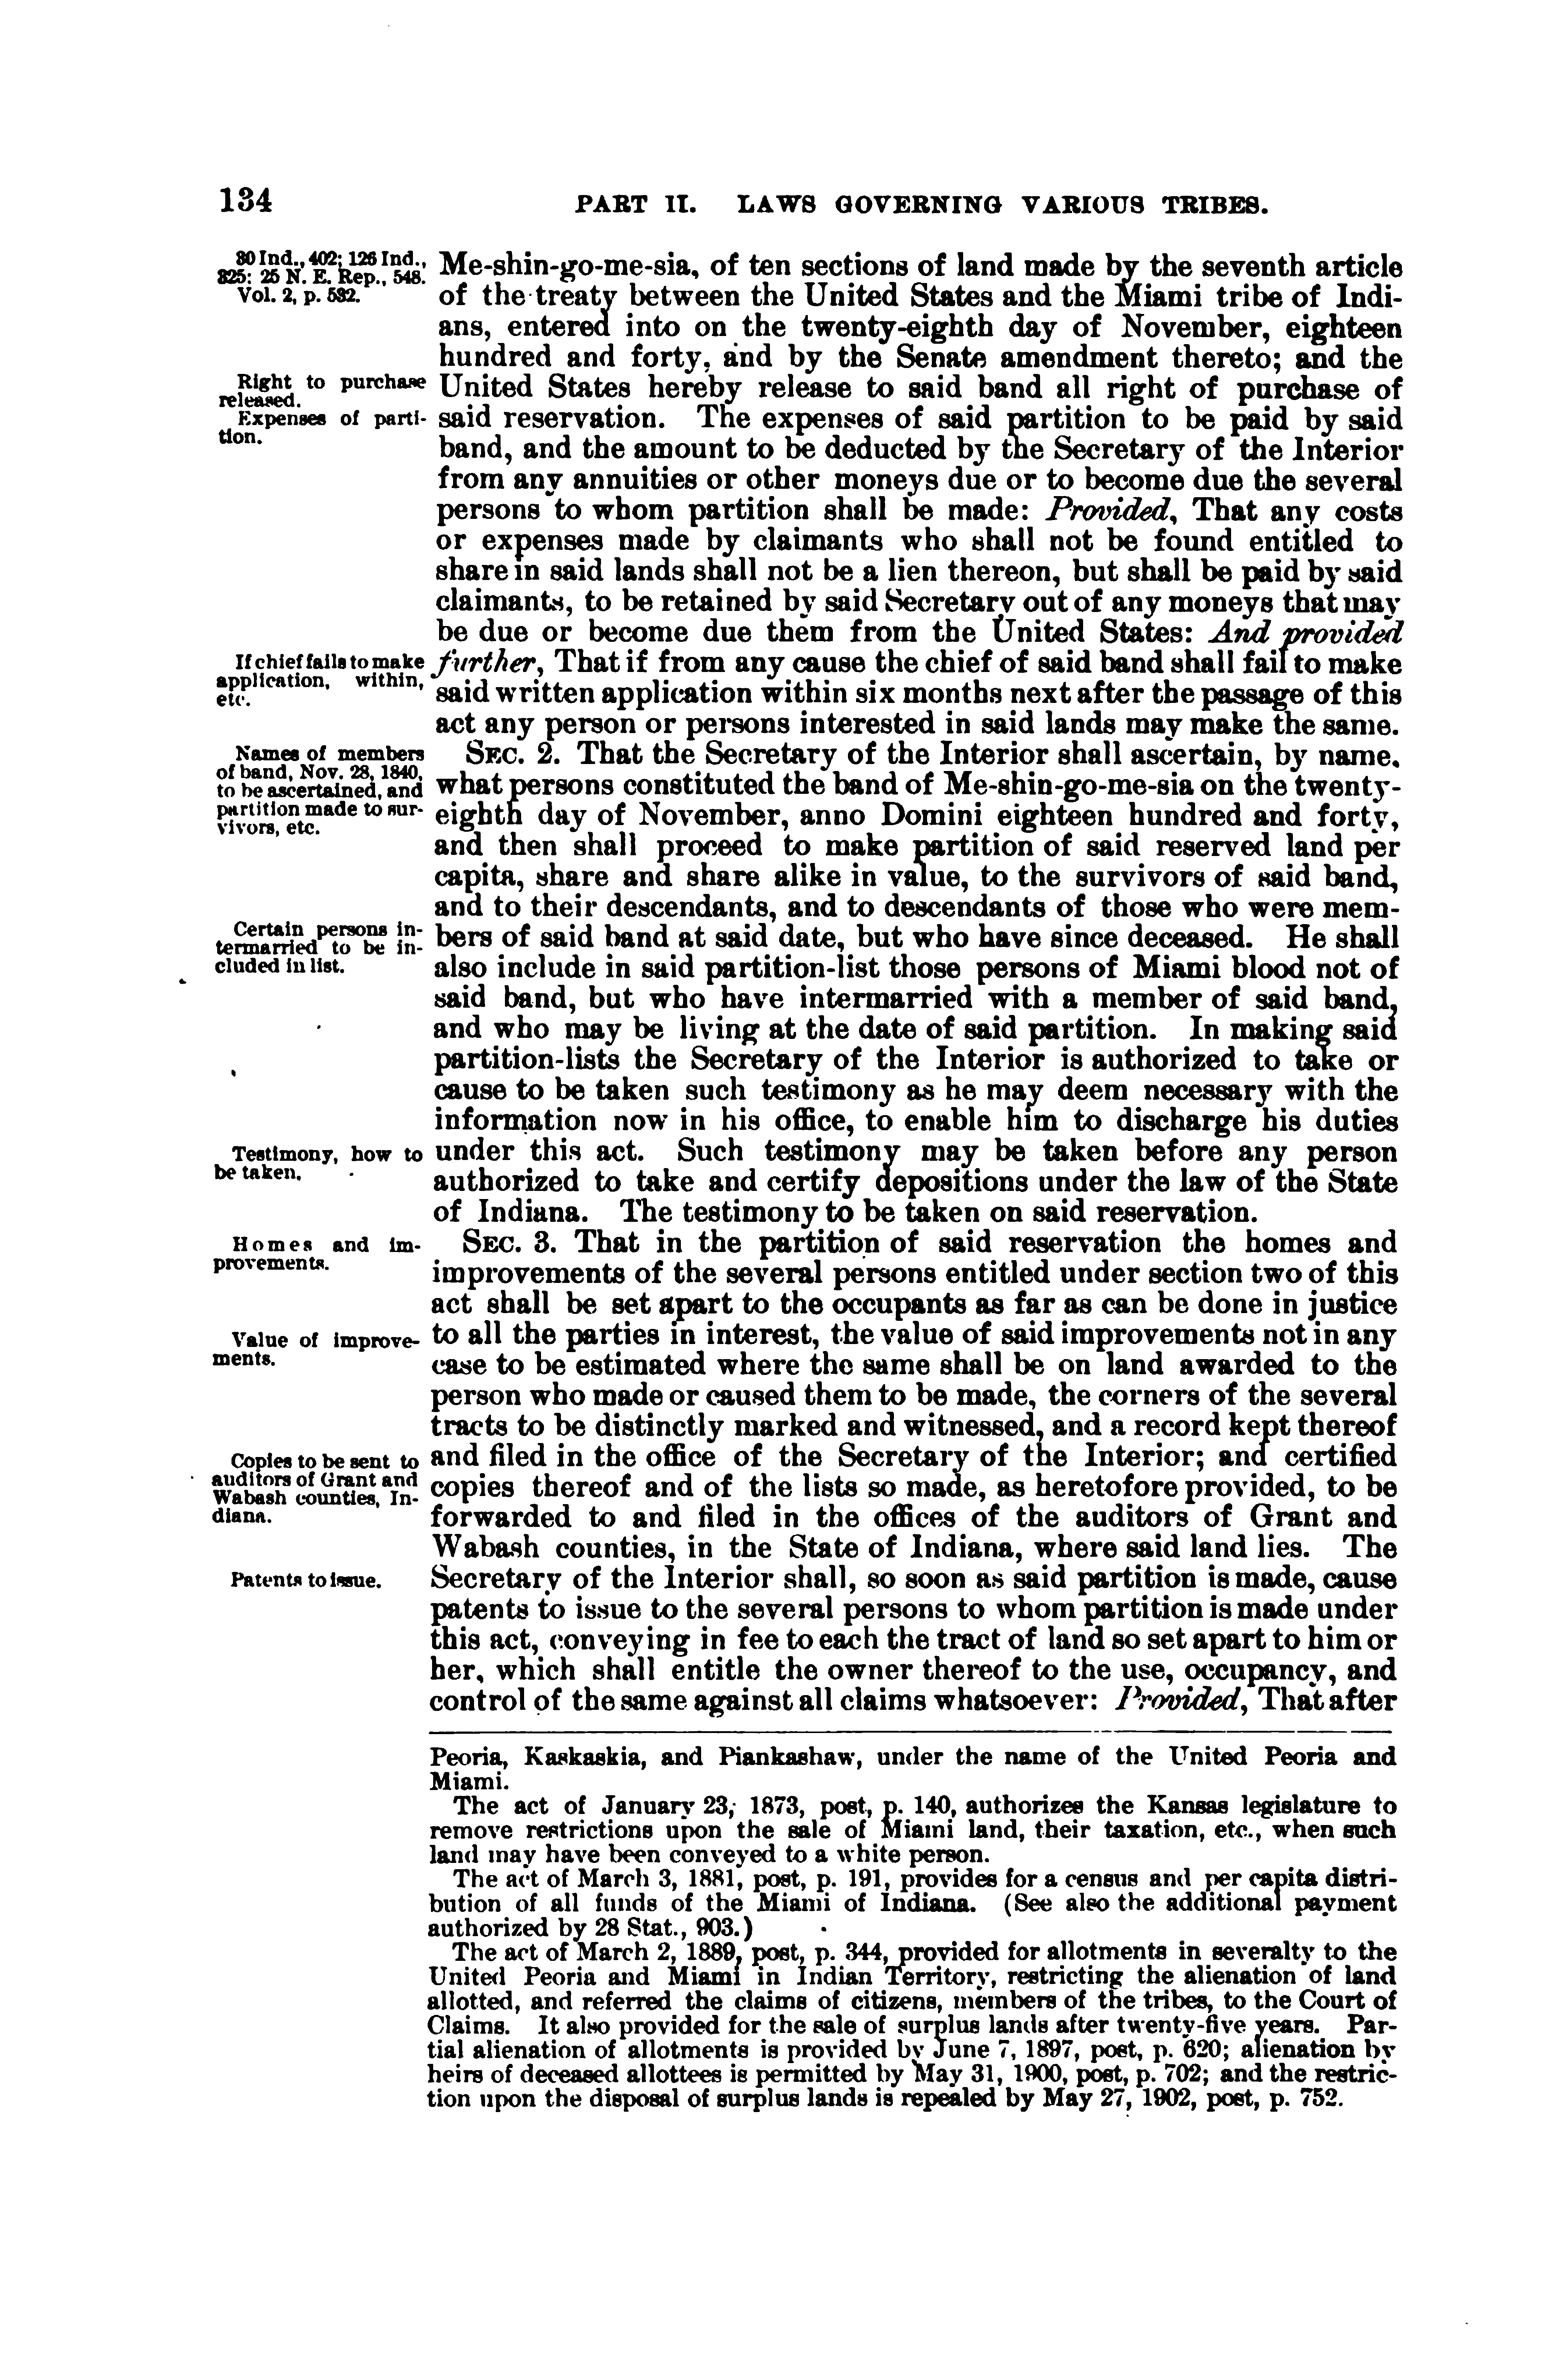 134
PART II. LAWS GOVERNING VARIOUS TRIBES.
80 Ind., 402; 126 Ind.,
825; 25 N. E. Rep., 548.
Vol. 2, p. 532.
Me-shin-go-me-sia, of ten sections of land made by the seventh article
of the treaty between the United States and the Miami tribe of Indi-
ans, entered into on the twenty-eighth day of November, eighteen
hundred and forty, and by the Senate amendment thereto; and the
Right to purchase
released.
United States hereby release to said band all right of purchase of
Expenses of parti-
tion.
said reservation. The expenses of said partition to be paid by said
band, and the amount to be deducted by the Secretary of the Interior
from any annuities or other moneys due or to become due the several
persons to whom partition shall be made: Provided, That any costs
or expenses made by claimants who shall not be found entitled to
share in said lands shall not be a lien thereon, but shall be paid by said
claimants, to be retained by said Secretary out of any moneys that may
be due or become due them from the United States: And provided
If chief fails to make
application, within,
etc.
further, That if from any cause the chief of said band shall fail to make
said written application within six months next after the passage of this
act any person or persons interested in said lands may make the same.
Names of members
of band, Nov. 28, 1840,
to be ascertained, and
partition made to sur-
vivors, etc.
SEC. 2. That the Secretary of the Interior shall ascertain, by name,
what persons constituted the band of Me-shin-go-me-sia on the twenty-
eighth day of November, anno Domini eighteen hundred and forty,
and then shall proceed to make partition of said reserved land per
capita, share and share alike in value, to the survivors of said band,
and to their descendants, and to descendants of those who were mem-
Certain persons in-
termarried to be in-
cluded in list.
bers of said band at said date, but who have since deceased. He shall
also include in said partition-list those persons of Miami blood not of
said band, but who have intermarried with a member of said band,
and who may be living at the date of said partition. In making said
partition-lists the Secretary of the Interior is authorized to take or
cause to be taken such testimony as he may deem necessary with the
information now in his office, to enable him to discharge his duties
Testimony, how to
be taken.
under this act. Such testimony may be taken before any person
authorized to take and certify depositions under the law of the State
of Indiana. The testimony to be taken on said reservation.
Homes and im-
provements.
SEC. 3. That in the partition of said reservation the homes and
improvements of the several persons entitled under section two of this
act shall be set apart to the occupants as far as can be done in justice
Value of improve-
ments.
to all the parties in interest, the value of said improvements not in any
case to be estimated where the same shall be on land awarded to the
person who made or caused them to be made, the corners of the several
tracts to be distinctly marked and witnessed, and a record kept thereof
Copies to be sent to
auditors of Grant and
Wabash counties, In-
diana.
and filed in the office of the Secretary of the Interior; and certified
copies thereof and of the lists so made, as heretofore provided, to be
forwarded to and filed in the offices of the auditors of Grant and
Wabash counties, in the State of Indiana, where said land lies. The
Patents to issue.
Secretary of the Interior shall, so soon as said partition is made, cause
patents to issue to the several persons to whom partition is made under
this act, conveying in fee to each the tract of land so set apart to him or
her, which shall entitle the owner thereof to the use, occupancy, and
control of the same against all claims whatsoever: Provided, That after
Peoria, Kaskaskia, and Piankashaw, under the name of the United Peoria and
Miami.
The act of January 23, 1873, post, p. 140, authorizes the Kansas legislature to
remove restrictions upon the sale of Miami land, their taxation, etc., when such
land may have been conveyed to a white person.
The act of March 3, 1881, post, p. 191, provides for a census and per capita distri-
bution of all funds of the Miami of Indiana. (See also the additional payment
authorized by 28 Stat., 903.)
The act of March 2, 1889, post, p. 344, provided for allotments in severalty to the
United Peoria and Miami in Indian Territory, restricting the alienation of land
allotted, and referred the claims of citizens, members of the tribes, to the Court of
Claims. It also provided for the sale of surplus lands after twenty-five years. Par-
tial alienation of allotments is provided by June 7, 1897, post, p. 620; alienation by
heirs of deceased allottees is permitted by May 31, 1900, post, p. 702; and the restric-
tion upon the disposal of surplus lands is repealed by May 27, 1902, post, p. 752.